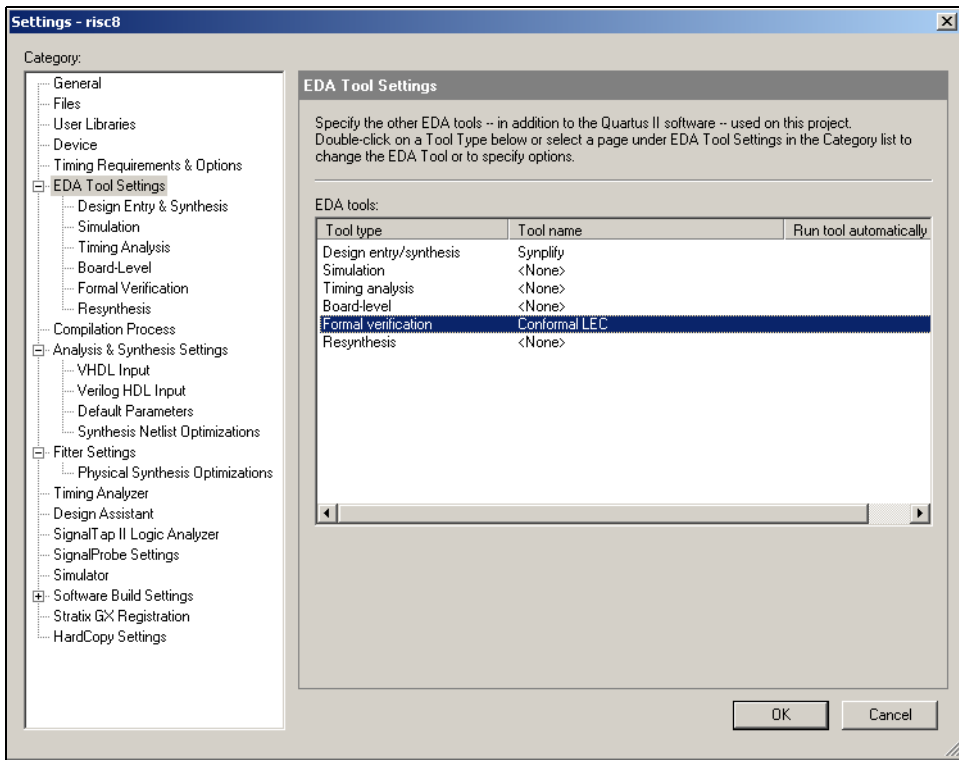 Settings - risc8
Category:
General
Files
User Libraries
Device
Timing Requirements & Options
EDA Tool Settings
Design Entry & Synthesis
Simulation
Timing Analysis
Board-Level
Formal Verification
Resynthesis
Compilation Process
Analysis & Synthesis Settings
VHDL Input
Verilog HDL Input
Default Parameters
Synthesis Netlist Optimizations
Fitter Settings
Physical Synthesis Optimizations
Timing Analyzer
Design Assistant
SignalTap II Logic Analyzer
SignalProbe Settings
Simulator
Software Build Settings
Stratix GX Registration
HardCopy Settings
EDA Tool Settings
Specify the other EDA tools -- in addition to the Quartus II software -- used on this project.
Double-click on a Tool Type below or select a page under EDA Tool Settings in the Category list to
change the EDA Tool or to specify options.
EDA tools:
Tool type Tool name Run tool automatically
Design entry/synthesis Synplify
Simulation <None>
Timing analysis <None>
Board-level <None>
Formal verification Conformal LEC
Resynthesis <None>
OK Cancel